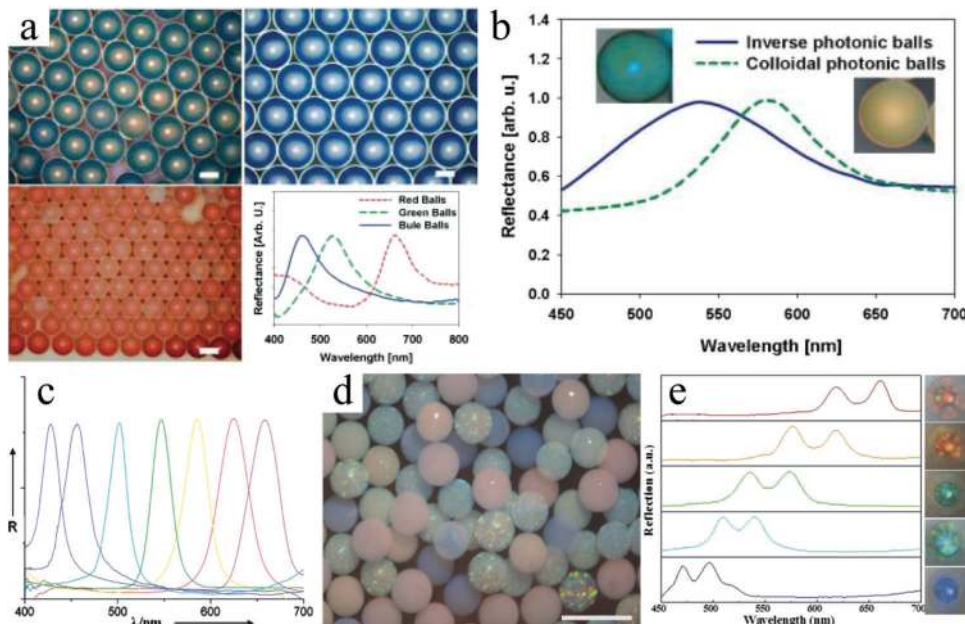 a
Red Balls
Green Balls
Bule Balls
Reflectance [Arb. U.]
400 500 600 700 800
Wavelength [nm]
b
Inverse photonic balls
Colloidal photonic balls
Reflectance [arb. u.]
1.4
1.2
1.0
0.8
0.6
0.4
0.2
0.0
450 500 550 600 650 700
Wavelength [nm]
c
R
400 500 600 700
λ/nm
d
e
Reflection (a.u.)
450 500 550 600 650 700
Wavelength (nm)